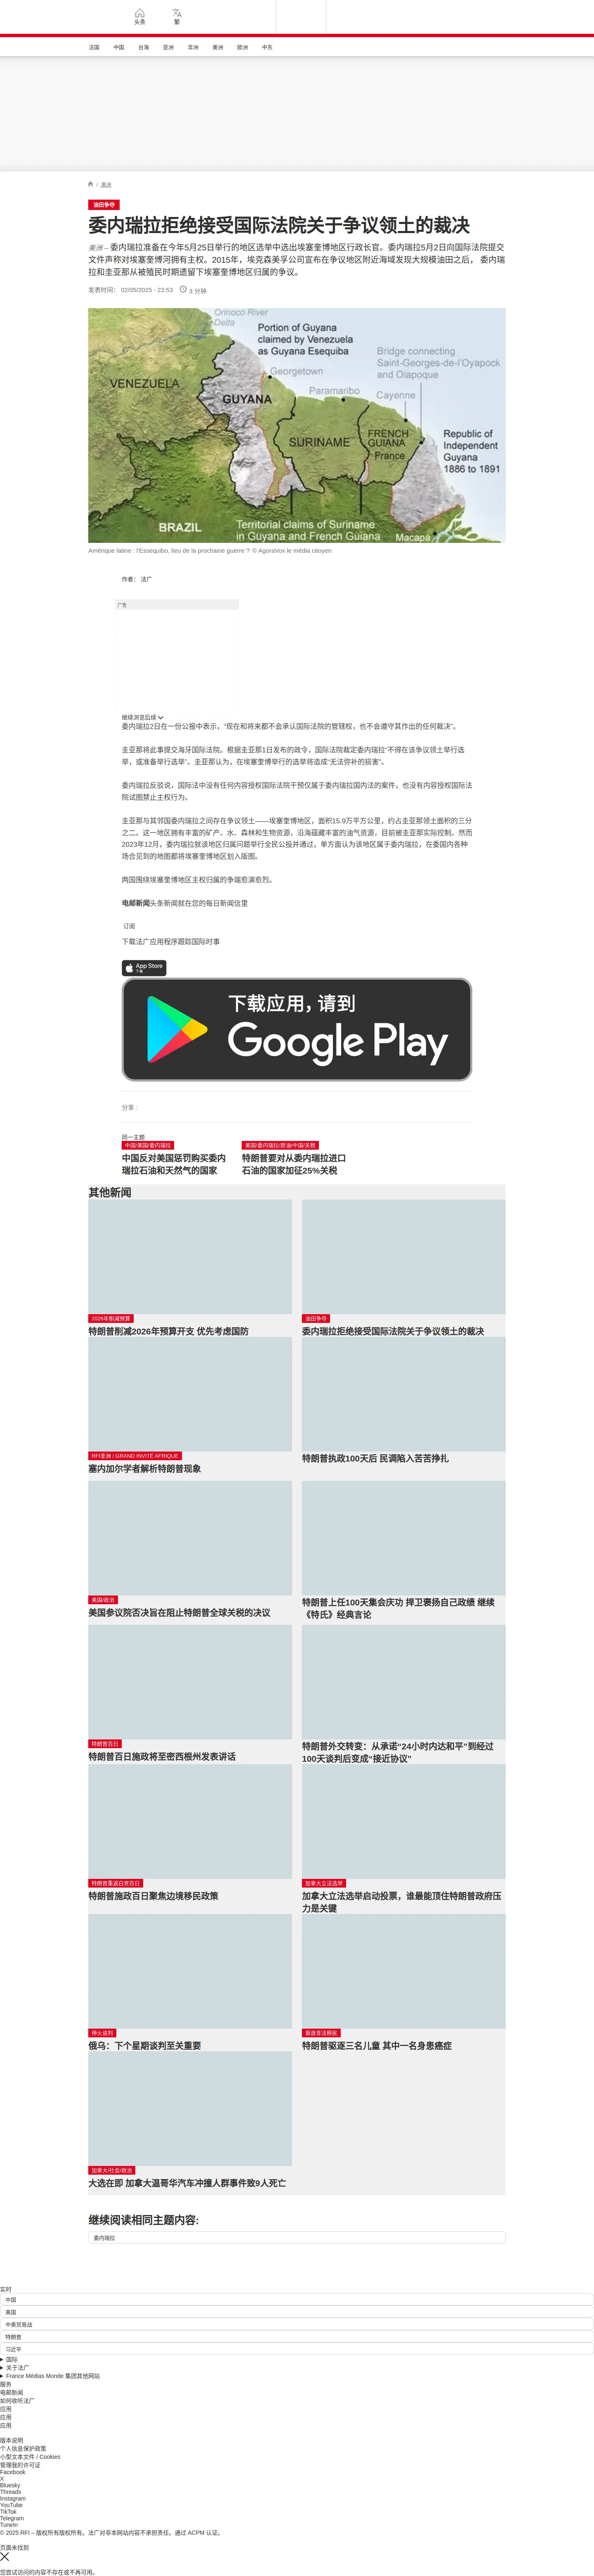 头条
繁
法国 中国 台海 亚洲 非洲 美洲 欧洲 中东
/ 美洲
油田争夺
委内瑞拉拒绝接受国际法院关于争议领土的裁决
美洲 – 委内瑞拉准备在今年5月25日举行的地区选举中选出埃塞奎博地区行政长官。委内瑞拉5月2日向国际法院提交
文件声称对埃塞奎博河拥有主权。2015年，埃克森美孚公司宣布在争议地区附近海域发现大规模油田之后， 委内瑞
拉和圭亚那从被殖民时期遗留下埃塞奎博地区归属的争议。
发表时间： 02/05/2025 - 22:53
3 分钟
Orinoco River
Delta
Portion of Guyana
claimed by Venezuela
as Guyana Esequiba
Bridge connecting
Saint-Georges-de-l'Oyapock
and Oiapoque
Georgetown
VENEZUELA
Paramaribo
Cayenne
GUYANA
SURINAME
FRENCH
GUIANA
France
Republic of
Independent
Guyana
1886 to 1891
BRAZIL
Territorial claims of Suriname
in Guyana and French Guiana
Macapa
Amérique latine : l'Essequibo, lieu de la prochaine guerre ? © AgoraVox le média citoyen
作者： 法广
广告
继续浏览后续
委内瑞拉2日在一份公报中表示，“现在和将来都不会承认国际法院的管辖权，也不会遵守其作出的任何裁决”。
圭亚那将此事提交海牙国际法院。根据圭亚那1日发布的政令，国际法院裁定委内瑞拉“不得在该争议领土举行选
举，或准备举行选举”。圭亚那认为，在埃塞奎博举行的选举将造成“无法弥补的损害”。
委内瑞拉反驳说，国际法中没有任何内容授权国际法院干预仅属于委内瑞拉国内法的案件，也没有内容授权国际法
院试图禁止主权行为。
圭亚那与其邻国委内瑞拉之间存在争议领土——埃塞奎博地区，面积15.9万平方公里，约占圭亚那领土面积的三分
之二。这一地区拥有丰富的矿产、水、森林和生物资源，沿海蕴藏丰富的油气资源，目前被圭亚那实际控制。然而
2023年12月，委内瑞拉就该地区归属问题举行全民公投并通过，单方面认为该地区属于委内瑞拉，在委国内各种
场合见到的地图都将埃塞奎博地区划入版图。
两国围绕埃塞奎博地区主权归属的争端愈演愈烈。
电邮新闻头条新闻就在您的每日新闻信里
订阅
下载法广应用程序跟踪国际时事
App Store
下载
下载应用，请到
Google Play
分享 :
同一主题
中国/美国/委内瑞拉
中国反对美国惩罚购买委内
瑞拉石油和天然气的国家
美国/委内瑞拉/原油/中国/关税
特朗普要对从委内瑞拉进口
石油的国家加征25%关税
其他新闻
2026年削减预算
特朗普削减2026年预算开支 优先考虑国防
油田争夺
委内瑞拉拒绝接受国际法院关于争议领土的裁决
RFI非洲 / GRAND INVITÉ AFRIQUE
塞内加尔学者解析特朗普现象
特朗普执政100天后 民调陷入苦苦挣扎
美国/政治
美国参议院否决旨在阻止特朗普全球关税的决议
特朗普上任100天集会庆功 捍卫褒扬自己政绩 继续
《特氏》经典言论
特朗普百日
特朗普百日施政将至密西根州发表讲话
特朗普外交转变：从承诺“24小时内达和平”到经过
100天谈判后变成“接近协议”
特朗普重返白宫百日
特朗普施政百日聚焦边境移民政策
加拿大立法选举
加拿大立法选举启动投票，谁最能顶住特朗普政府压
力是关键
停火谈判
俄乌：下个星期谈判至关重要
驱逐非法移民
特朗普驱逐三名儿童 其中一名身患癌症
加拿大/社会/政治
大选在即 加拿大温哥华汽车冲撞人群事件致9人死亡
继续阅读相同主题内容:
委内瑞拉
实时
中国
美国
中美贸易战
特朗普
习近平
国际
关于法广
France Médias Monde 集团其他网站
服务
电邮新闻
如何收听法广
应用
应用
应用
版本说明
个人信息保护政策
小型文本文件 / Cookies
管理我的许可证
Facebook
X
Bluesky
Threads
Instagram
YouTube
TikTok
Telegram
TuneIn
© 2025 RFI – 版权所有版权所有。法广对非本网站内容不承担责任。通过 ACPM 认证。
页面未找到
您尝试访问的内容不存在或不再可用。